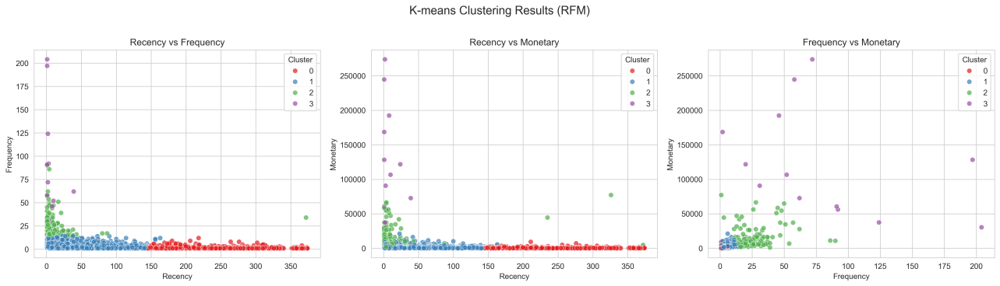 K-means Clustering Results (RFM)
Recency vs Frequency
Frequency
200
175
150
125
100
75
50
25
0
0 50 100 150 200 250 300 350
Recency
Cluster
0
1
2
3
Recency vs Monetary
Monetary
250000
200000
150000
100000
50000
0
0 50 100 150 200 250 300 350
Recency
Cluster
0
1
2
3
Frequency vs Monetary
Monetary
250000
200000
150000
100000
50000
0
0 25 50 75 100 125 150 175 200
Frequency
Cluster
0
1
2
3